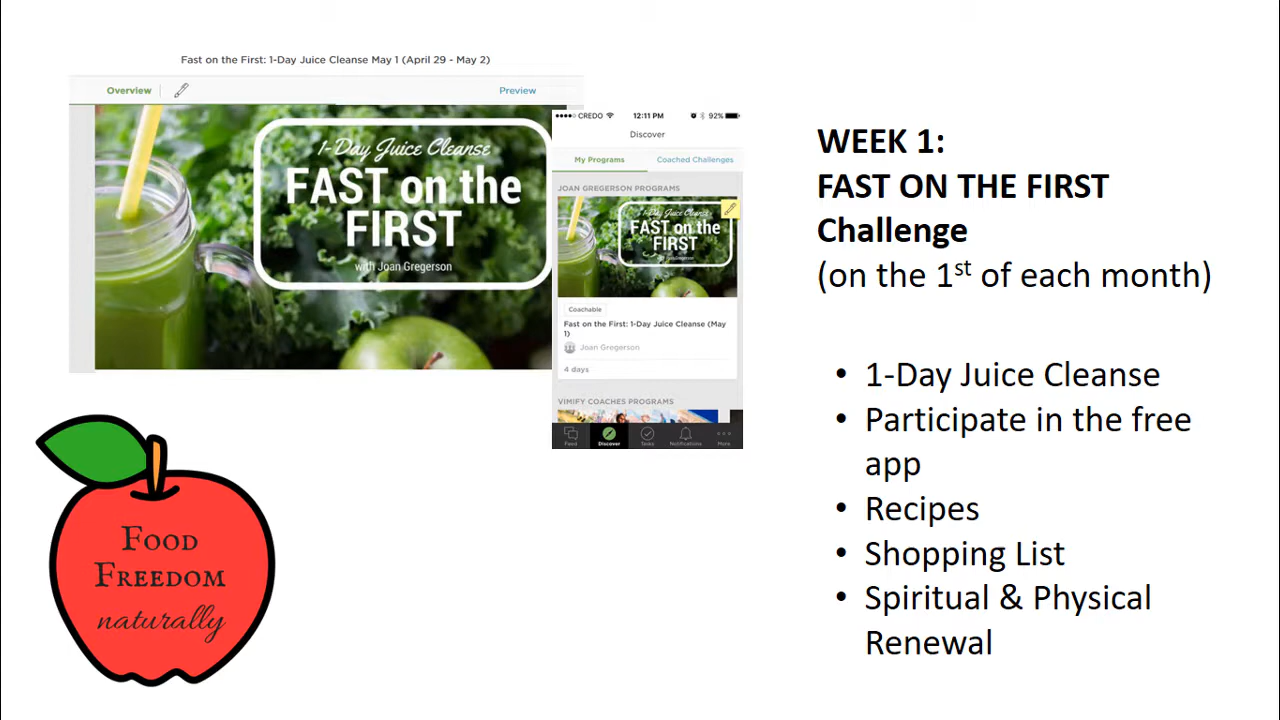 Fast on the First: 1-Day Juice Cleanse May 1 (April 29 - May 2)
Overview
Preview
1-Day Juice Cleanse
FAST on the
FIRST
with Joan Gregerson
CREDO 12:11 PM 92%
Discover
My Programs Coached Challenges
JOAN GREGERSON PROGRAMS
1-Day Juice Cleanse
FAST on the
FIRST
Coachable
Fast on the First: 1-Day Juice Cleanse (May
1)
Joan Gregerson
4 days
VIMIFY COACHES PROGRAMS
Feed Discover Tasks Notifications More
WEEK 1:
FAST ON THE FIRST
Challenge
(on the 1st of each month)
• 1-Day Juice Cleanse
• Participate in the free
app
• Recipes
• Shopping List
• Spiritual & Physical
Renewal
Food
Freedom
naturally